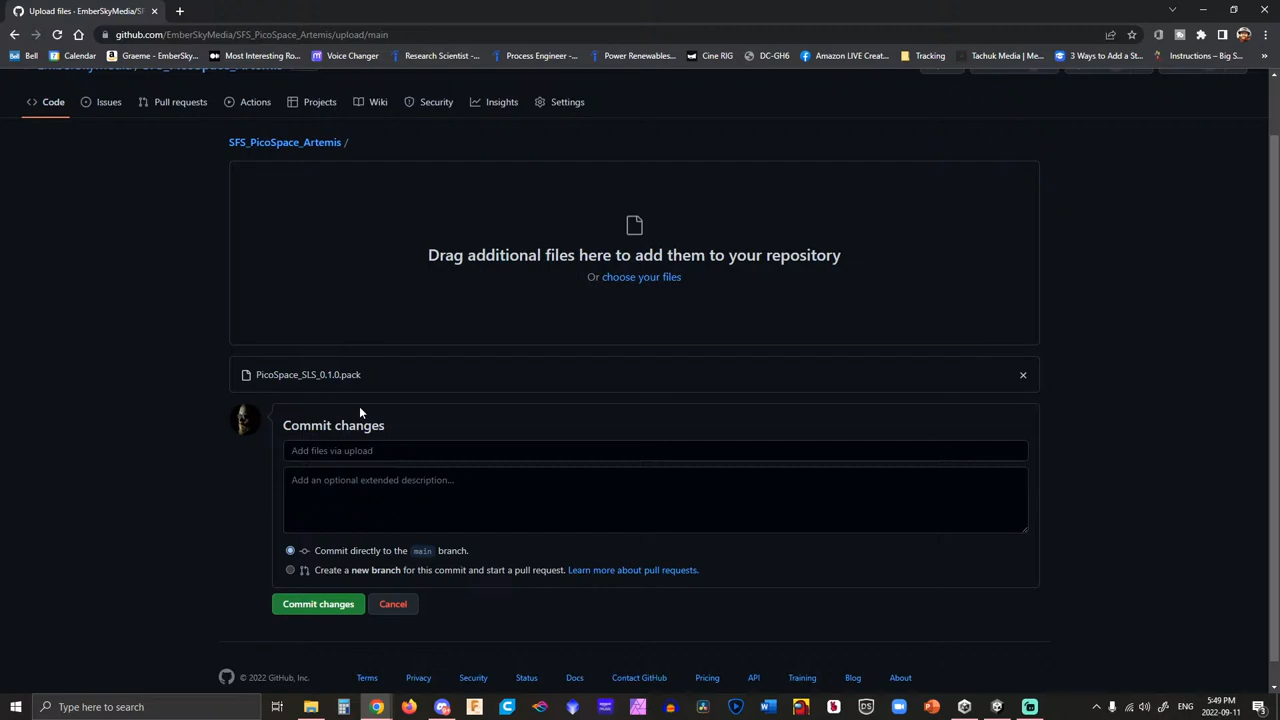 Upload files - EmberSkyMedia/SF
github.com/EmberSkyMedia/SFS_PicoSpace_Artemis/upload/main
Bell
Calendar
Graeme - EmberSky...
Most Interesting Ro...
Voice Changer
Research Scientist -...
Process Engineer -...
Power Renewables...
Cine RIG
DC-GH6
Amazon LIVE Creat...
Tracking
Tachuk Media | Me...
3 Ways to Add a St...
Instructions – Big S...
»
EmberSkyMedia / SFS_PicoSpace_Artemis
Code
Issues
Pull requests
Actions
Projects
Wiki
Security
Insights
Settings
SFS_PicoSpace_Artemis /
Drag additional files here to add them to your repository
Or choose your files
PicoSpace_SLS_0.1.0.pack
Commit changes
Add files via upload
Add an optional extended description...
Commit directly to the main branch.
Create a new branch for this commit and start a pull request. Learn more about pull requests.
Commit changes
Cancel
© 2022 GitHub, Inc.
Terms
Privacy
Security
Status
Docs
Contact GitHub
Pricing
API
Training
Blog
About
Type here to search
ENG
5:49 PM
2022-09-11